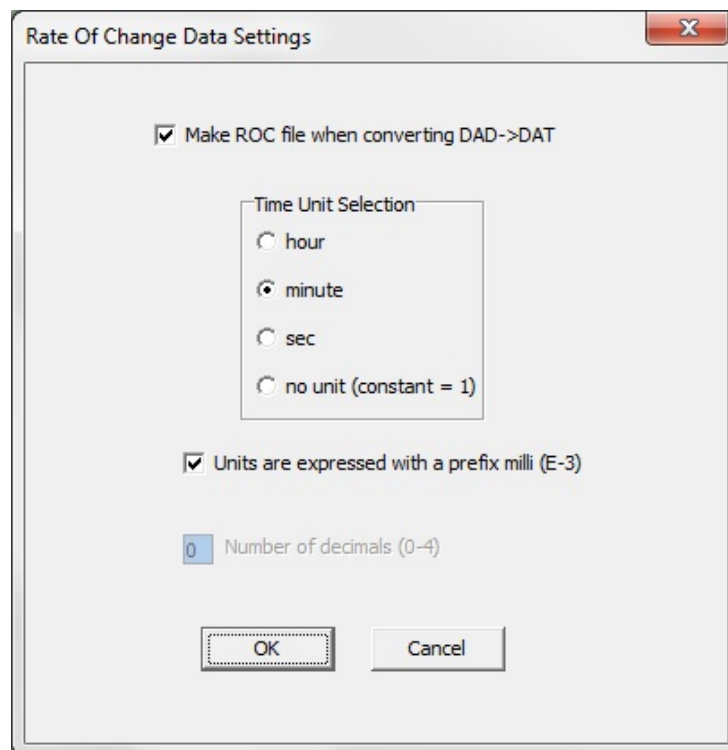 Rate Of Change Data Settings
Make ROC file when converting DAD->DAT
Time Unit Selection
hour
minute
sec
no unit (constant = 1)
Units are expressed with a prefix milli (E-3)
0 Number of decimals (0-4)
OK Cancel